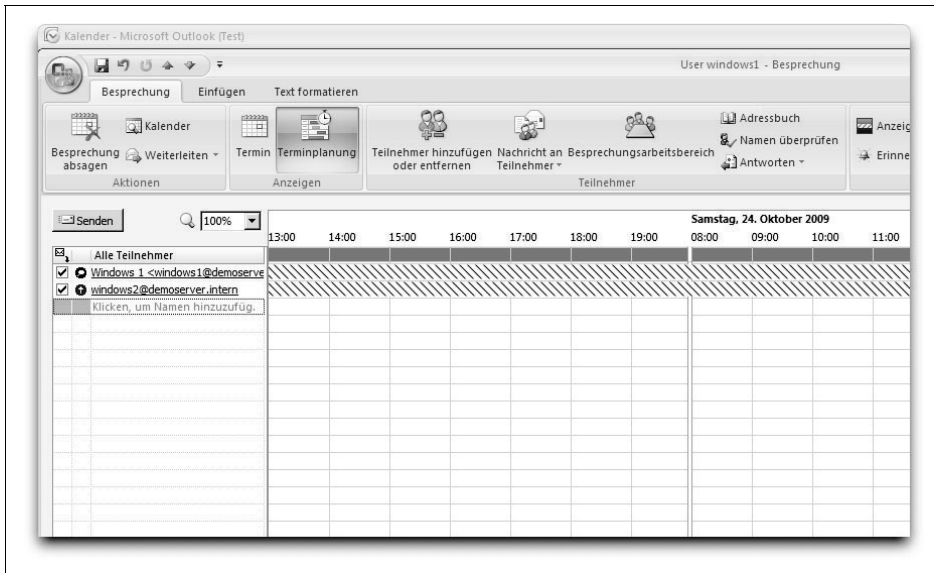 Kalender - Microsoft Outlook (Test)
User windows1 - Besprechung
Besprechung Einfügen Text formatieren
Kalender
Besprechung absagen
Weiterleiten
Aktionen
Termin Terminplanung
Anzeigen
Teilnehmer hinzufügen oder entfernen
Nachricht an Teilnehmer
Besprechungsarbeitsbereich
Adressbuch
Namen überprüfen
Antworten
Teilnehmer
Anzeig
Erinne
Senden 100%
Samstag, 24. Oktober 2009
13:00 14:00 15:00 16:00 17:00 18:00 19:00 08:00 09:00 10:00 11:00
Alle Teilnehmer
Windows 1 <windows1@demoserve
windows2@demoserver.intern
Klicken, um Namen hinzuzufüg.